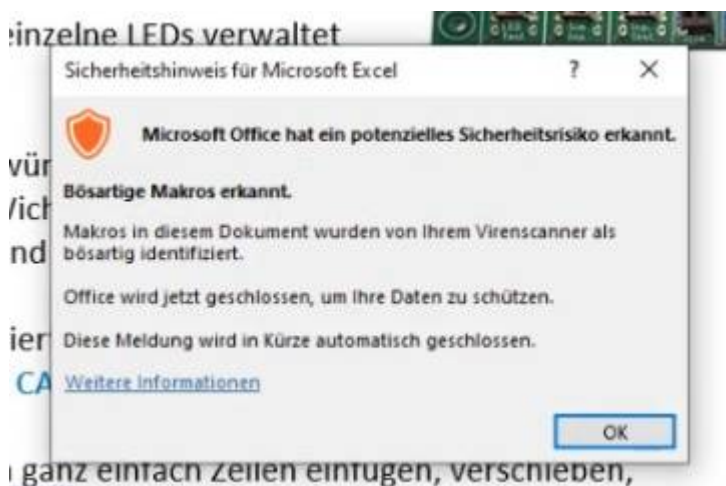 einzelne LEDs verwaltet
Sicherheitshinweis für Microsoft Excel ? ×
Microsoft Office hat ein potenzielles Sicherheitsrisiko erkannt.
Bösartige Makros erkannt.
Makros in diesem Dokument wurden von Ihrem Virenscanner als
bösartig identifiziert.
Office wird jetzt geschlossen, um Ihre Daten zu schützen.
Diese Meldung wird in Kürze automatisch geschlossen.
CA
Weitere Informationen
OK
ganz einfach Zeilen einfügen, verschieben,